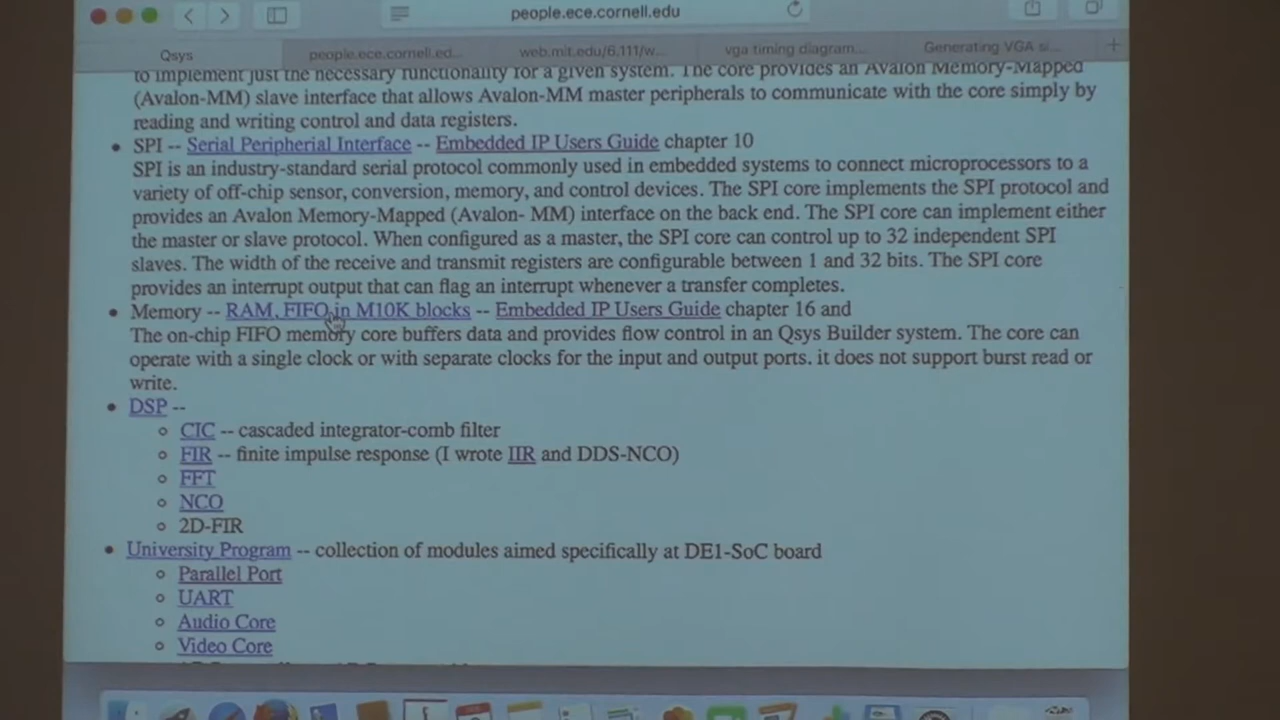 people.ece.cornell.edu
Qsys
people.ece.cornell.ed...
web.mit.edu/6.111/w...
vga timing diagram...
Generating VGA si...
to implement just the necessary functionality for a given system. The core provides an Avalon Memory-Mapped
(Avalon-MM) slave interface that allows Avalon-MM master peripherals to communicate with the core simply by
reading and writing control and data registers.
• SPI -- Serial Peripherial Interface -- Embedded IP Users Guide chapter 10
SPI is an industry-standard serial protocol commonly used in embedded systems to connect microprocessors to a
variety of off-chip sensor, conversion, memory, and control devices. The SPI core implements the SPI protocol and
provides an Avalon Memory-Mapped (Avalon- MM) interface on the back end. The SPI core can implement either
the master or slave protocol. When configured as a master, the SPI core can control up to 32 independent SPI
slaves. The width of the receive and transmit registers are configurable between 1 and 32 bits. The SPI core
provides an interrupt output that can flag an interrupt whenever a transfer completes.
• Memory -- RAM, FIFO in M10K blocks -- Embedded IP Users Guide chapter 16 and
The on-chip FIFO memory core buffers data and provides flow control in an Qsys Builder system. The core can
operate with a single clock or with separate clocks for the input and output ports. it does not support burst read or
write.
• DSP --
○ CIC -- cascaded integrator-comb filter
○ FIR -- finite impulse response (I wrote IIR and DDS-NCO)
○ FFT
○ NCO
○ 2D-FIR
• University Program -- collection of modules aimed specifically at DE1-SoC board
○ Parallel Port
○ UART
○ Audio Core
○ Video Core